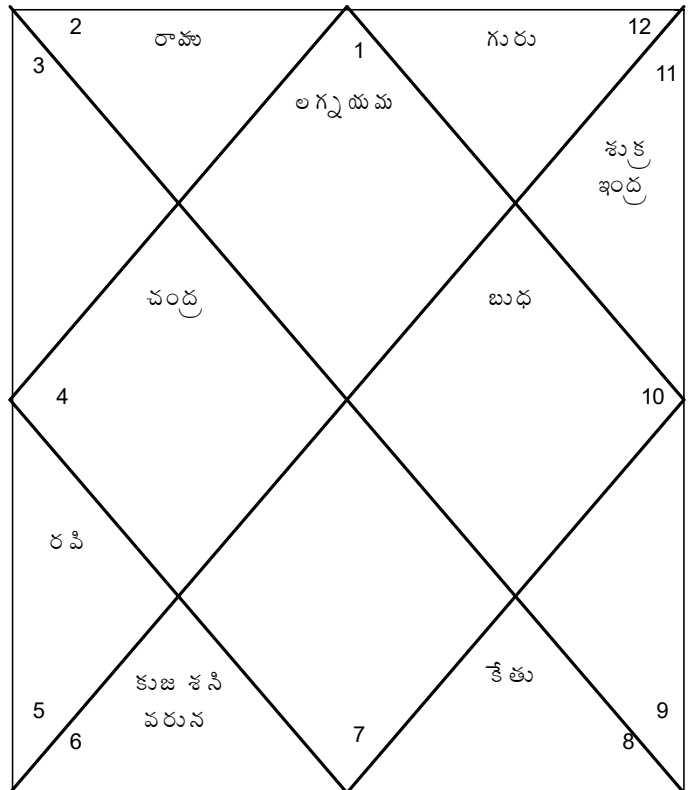 2
రాహు
1
గురు
12
3
11
లగ్న యమ
శుక్ర
ఇంద్ర
చంద్ర
బుధ
4
10
రవి
కుజ శని
వరున
కేతు
5
6
7
8
9